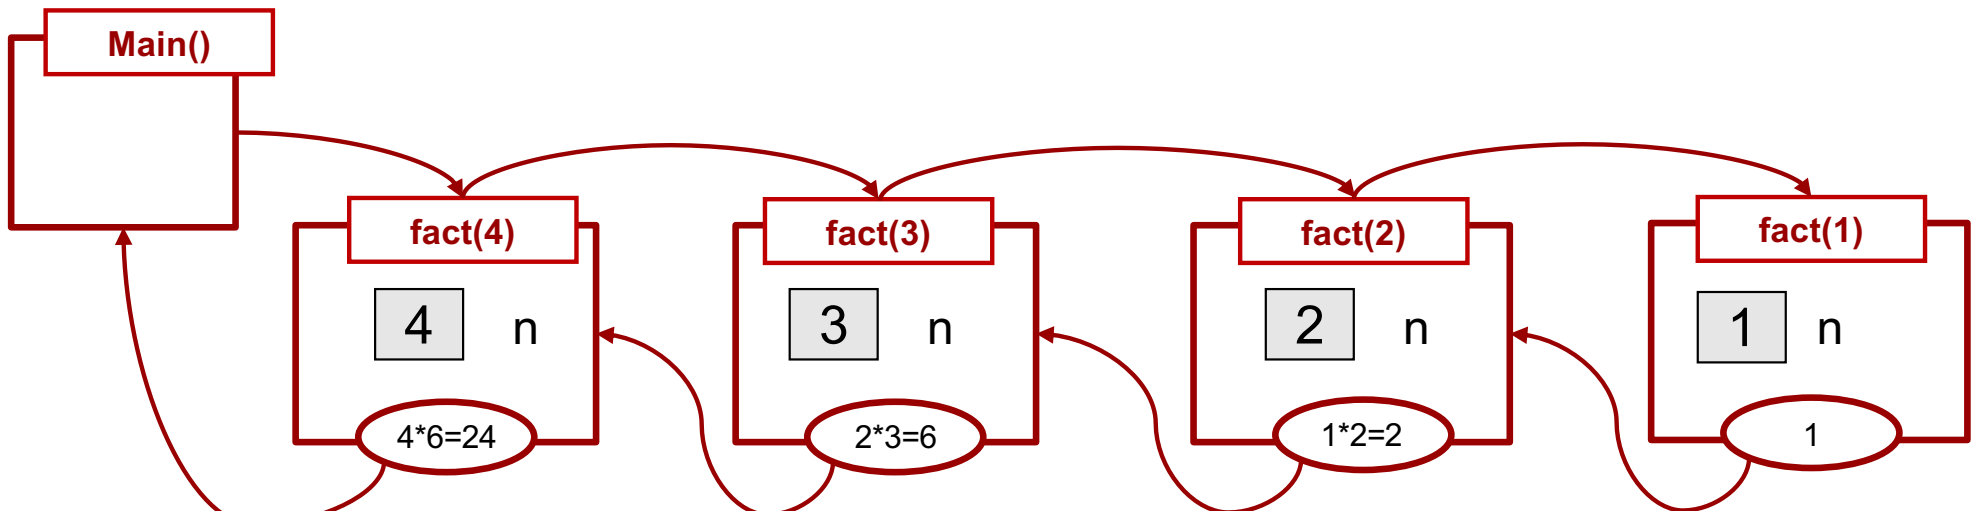 Main()
fact(4)
fact(3)
fact(2)
fact(1)
4 n
3 n
2 n
1 n
4*6=24
2*3=6
1*2=2
1